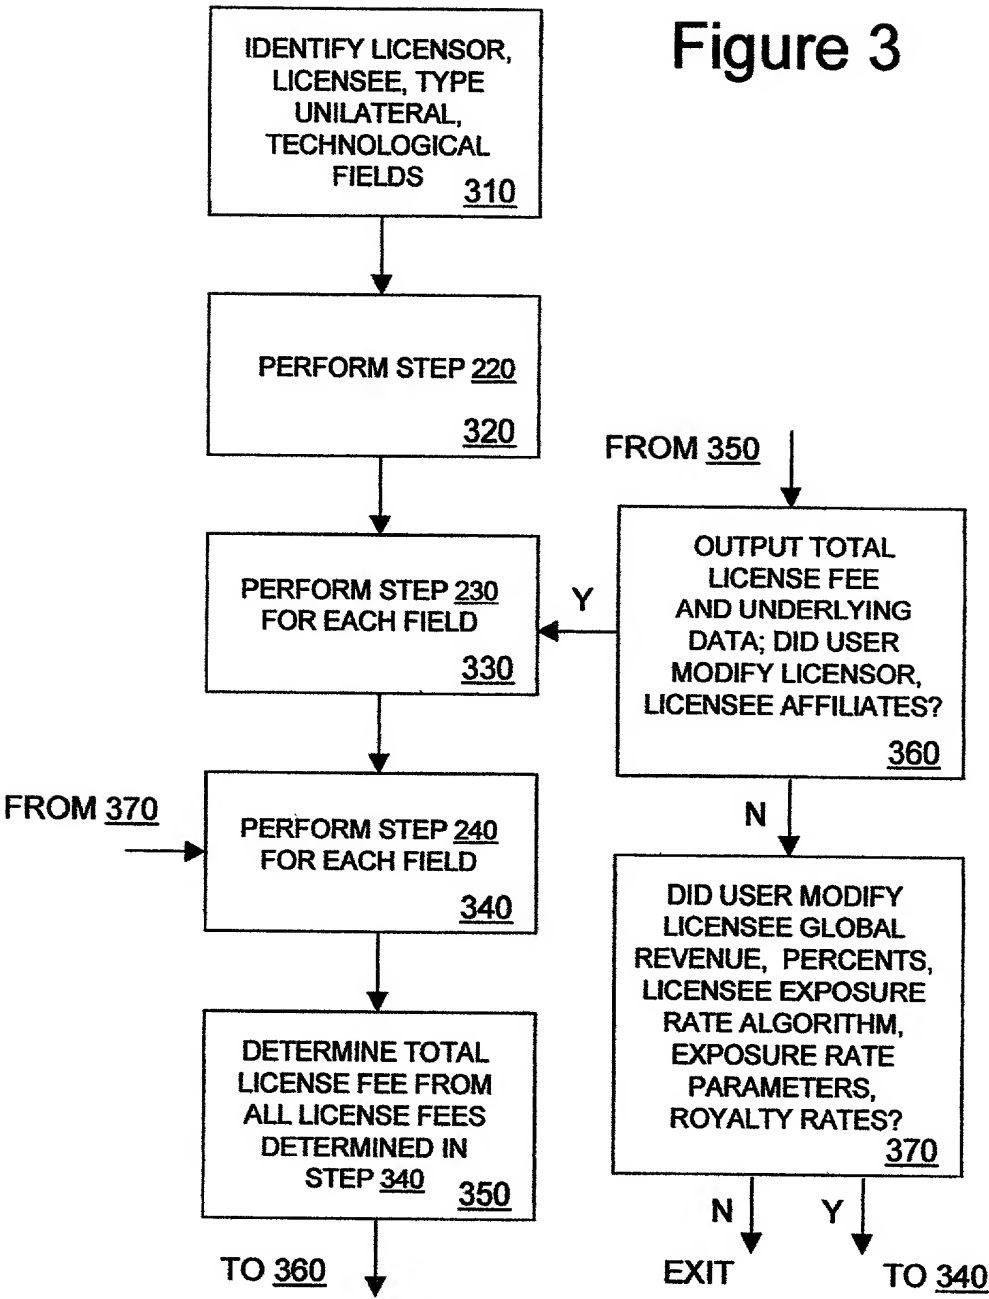 Figure 3
IDENTIFY LICENSOR,
LICENSEE, TYPE
UNILATERAL,
TECHNOLOGICAL
FIELDS
310
PERFORM STEP 220
320
PERFORM STEP 230
FOR EACH FIELD
330
FROM 370
PERFORM STEP 240
FOR EACH FIELD
340
DETERMINE TOTAL
LICENSE FEE FROM
ALL LICENSE FEES
DETERMINED IN
STEP 340
350
TO 360
FROM 350
OUTPUT TOTAL
LICENSE FEE
AND UNDERLYING
DATA; DID USER
MODIFY LICENSOR,
LICENSEE AFFILIATES?
360
Y
N
DID USER MODIFY
LICENSEE GLOBAL
REVENUE, PERCENTS,
LICENSEE EXPOSURE
RATE ALGORITHM,
EXPOSURE RATE
PARAMETERS,
ROYALTY RATES?
370
N
Y
EXIT
TO 340